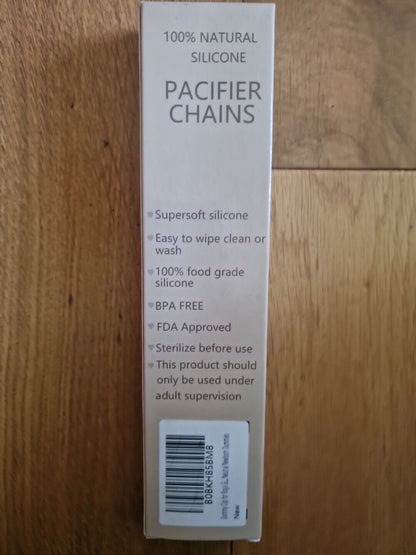 100% NATURAL
SILICONE
PACIFIER
CHAINS
Supersoft silicone
Easy to wipe clean or
wash
100% food grade
silicone
BPA FREE
FDA Approved
Sterilize before use
This product should
only be used under
adult supervision
B0BKH85BMB
New